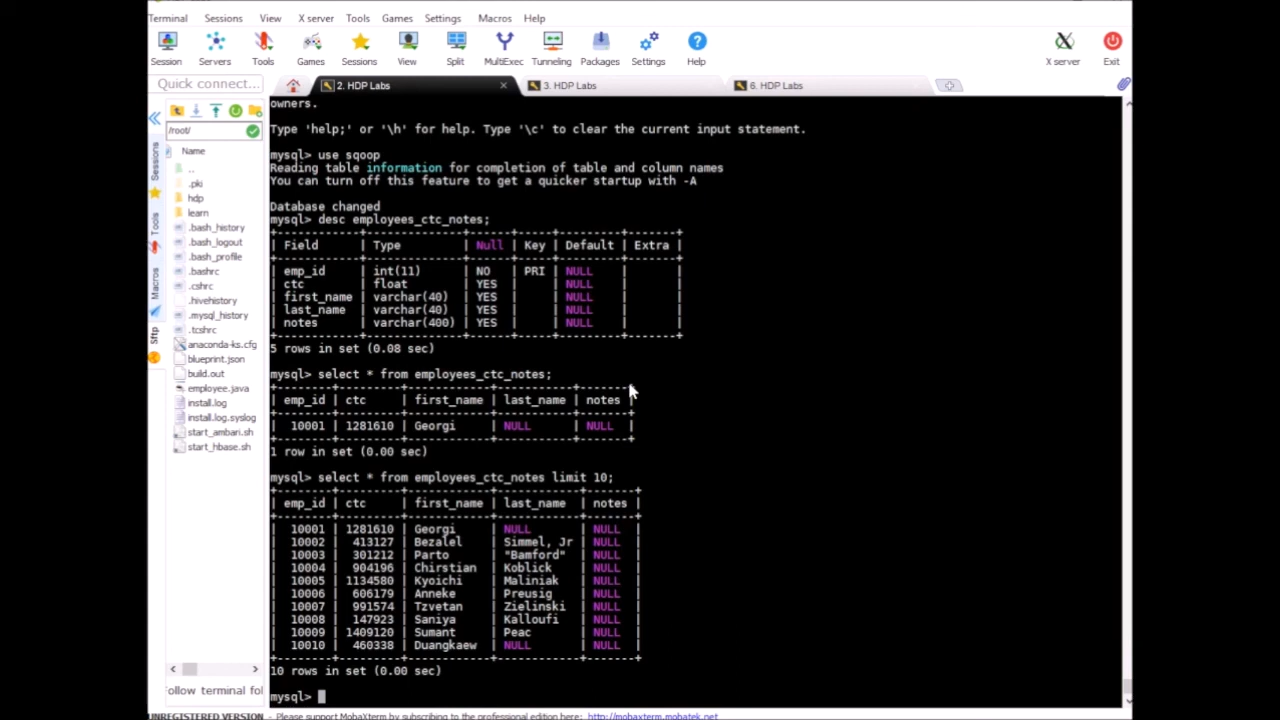 Terminal Sessions View X server Tools Games Settings Macros Help
Session Servers Tools Games Sessions View Split MultiExec Tunneling Packages Settings Help X server Exit
Quick connect...
2. HDP Labs
3. HDP Labs
6. HDP Labs
/root/
Name
..
.pki
hdp
learn
.bash_history
.bash_logout
.bash_profile
.bashrc
.cshrc
.hivehistory
.mysql_history
.tcshrc
anaconda-ks.cfg
blueprint.json
build.out
employee.java
install.log
install.log.syslog
start_ambari.sh
start_hbase.sh
Sessions
Tools
Macros
Sftp
owners.
Type 'help;' or '\h' for help. Type '\c' to clear the current input statement.
mysql> use sqoop
Reading table information for completion of table and column names
You can turn off this feature to get a quicker startup with -A
Database changed
mysql> desc employees_ctc_notes;
+------------+--------------+------+-----+---------+-------+
| Field | Type | Null | Key | Default | Extra |
+------------+--------------+------+-----+---------+-------+
| emp_id | int(11) | NO | PRI | NULL | |
| ctc | float | YES | | NULL | |
| first_name | varchar(40) | YES | | NULL | |
| last_name | varchar(40) | YES | | NULL | |
| notes | varchar(400) | YES | | NULL | |
+------------+--------------+------+-----+---------+-------+
5 rows in set (0.08 sec)
mysql> select * from employees_ctc_notes;
+--------+---------+------------+-----------+-------+
| emp_id | ctc | first_name | last_name | notes |
+--------+---------+------------+-----------+-------+
| 10001 | 1281610 | Georgi | NULL | NULL |
+--------+---------+------------+-----------+-------+
1 row in set (0.00 sec)
mysql> select * from employees_ctc_notes limit 10;
+--------+---------+------------+------------+-------+
| emp_id | ctc | first_name | last_name | notes |
+--------+---------+------------+------------+-------+
| 10001 | 1281610 | Georgi | NULL | NULL |
| 10002 | 413127 | Bezalel | Simmel, Jr | NULL |
| 10003 | 301212 | Parto | "Bamford" | NULL |
| 10004 | 904196 | Chirstian | Koblick | NULL |
| 10005 | 1134580 | Kyoichi | Maliniak | NULL |
| 10006 | 606179 | Anneke | Preusig | NULL |
| 10007 | 991574 | Tzvetan | Zielinski | NULL |
| 10008 | 147923 | Saniya | Kalloufi | NULL |
| 10009 | 1409120 | Sumant | Peac | NULL |
| 10010 | 460338 | Duangkaew | NULL | NULL |
+--------+---------+------------+------------+-------+
10 rows in set (0.00 sec)
mysql>
Follow terminal fol
UNREGISTERED VERSION - Please support MobaXterm by subscribing to the professional edition here: http://mobaxterm.mobatek.net